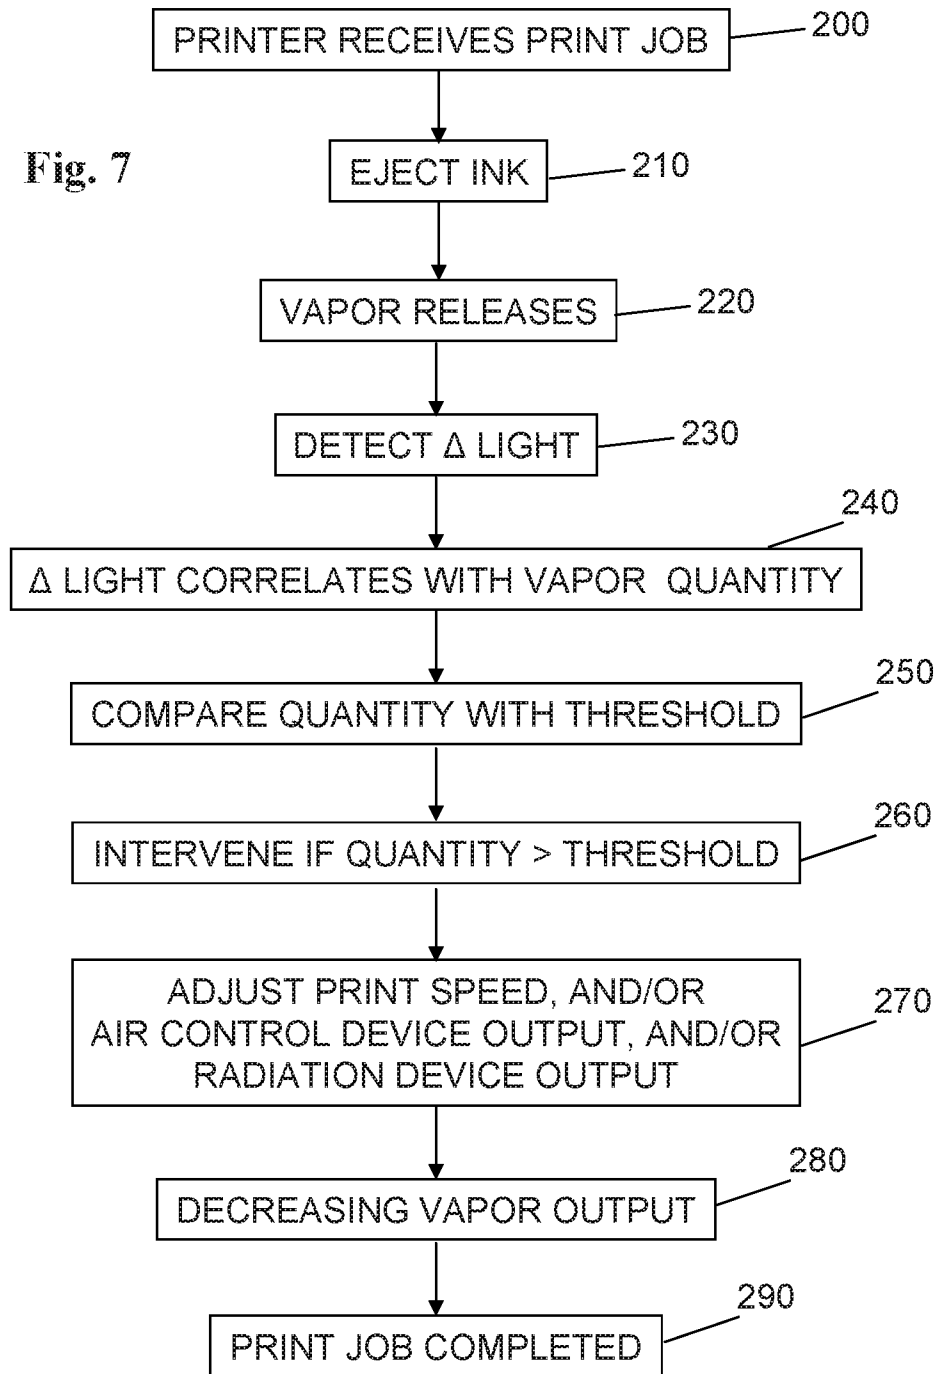 PRINTER RECEIVES PRINT JOB
200
Fig. 7
EJECT INK
210
VAPOR RELEASES
220
DETECT Δ LIGHT
230
240
Δ LIGHT CORRELATES WITH VAPOR QUANTITY
250
COMPARE QUANTITY WITH THRESHOLD
260
INTERVENE IF QUANTITY > THRESHOLD
ADJUST PRINT SPEED, AND/OR
AIR CONTROL DEVICE OUTPUT, AND/OR
RADIATION DEVICE OUTPUT
270
280
DECREASING VAPOR OUTPUT
290
PRINT JOB COMPLETED